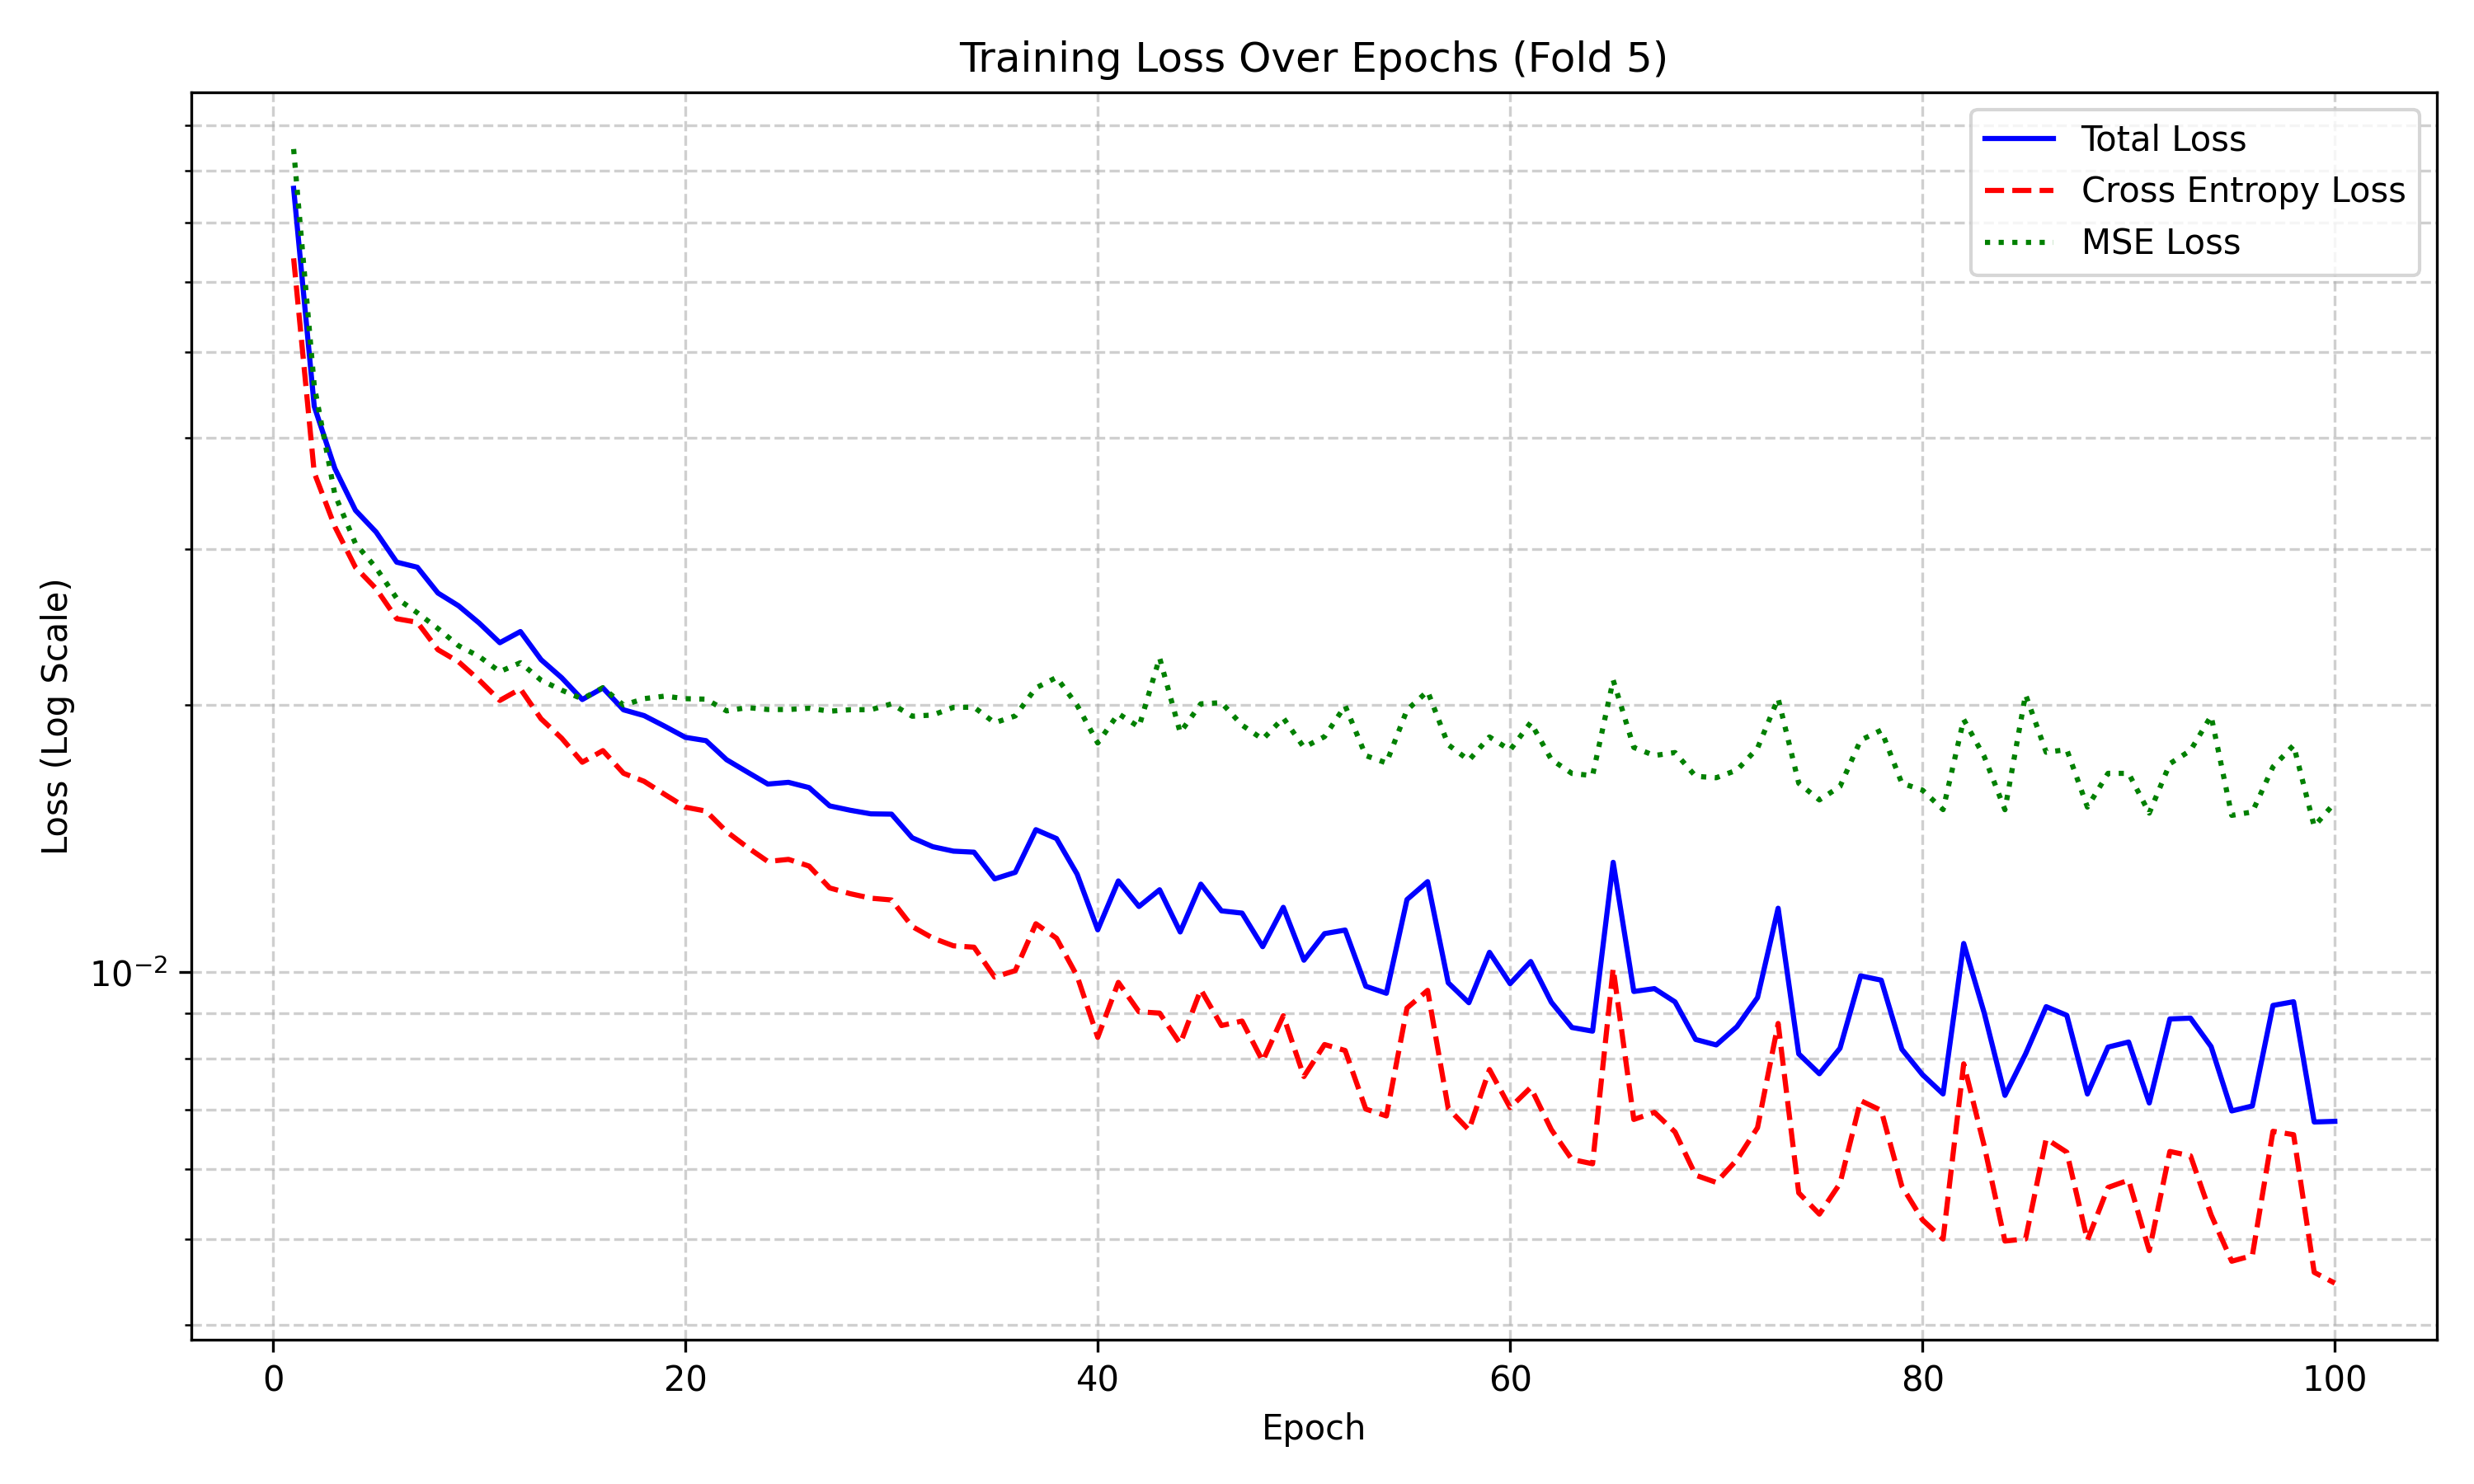 Training Loss Over Epochs (Fold 5)
Total Loss
Cross Entropy Loss
MSE Loss
Loss (Log Scale)
10⁻²
0 20 40 60 80 100
Epoch